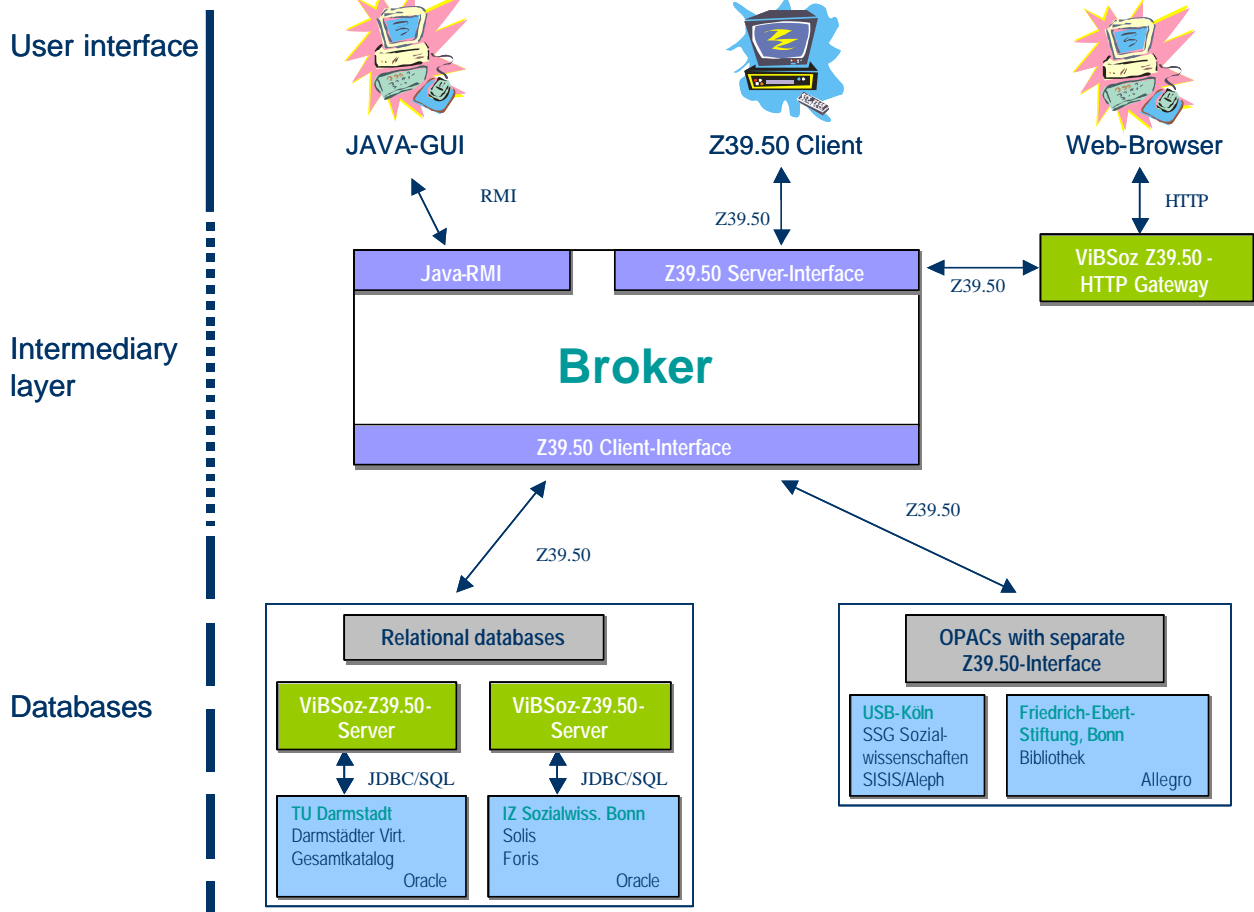 User interface
JAVA-GUI
Z39.50 Client
Web-Browser
RMI
Z39.50
HTTP
Java-RMI
Z39.50 Server-Interface
Z39.50
ViBSoz Z39.50 -
HTTP Gateway
Intermediary
layer
Broker
Z39.50 Client-Interface
Z39.50
Z39.50
Databases
Relational databases
ViBSoz-Z39.50-
Server
ViBSoz-Z39.50-
Server
JDBC/SQL
JDBC/SQL
TU Darmstadt
Darmstädter Virt.
Gesamtkatalog
Oracle
IZ Sozialwiss. Bonn
Solis
Foris
Oracle
OPACs with separate
Z39.50-Interface
USB-Köln
SSG Sozial-
wissenschaften
SISIS/Aleph
Friedrich-Ebert-
Stiftung, Bonn
Bibliothek
Allegro